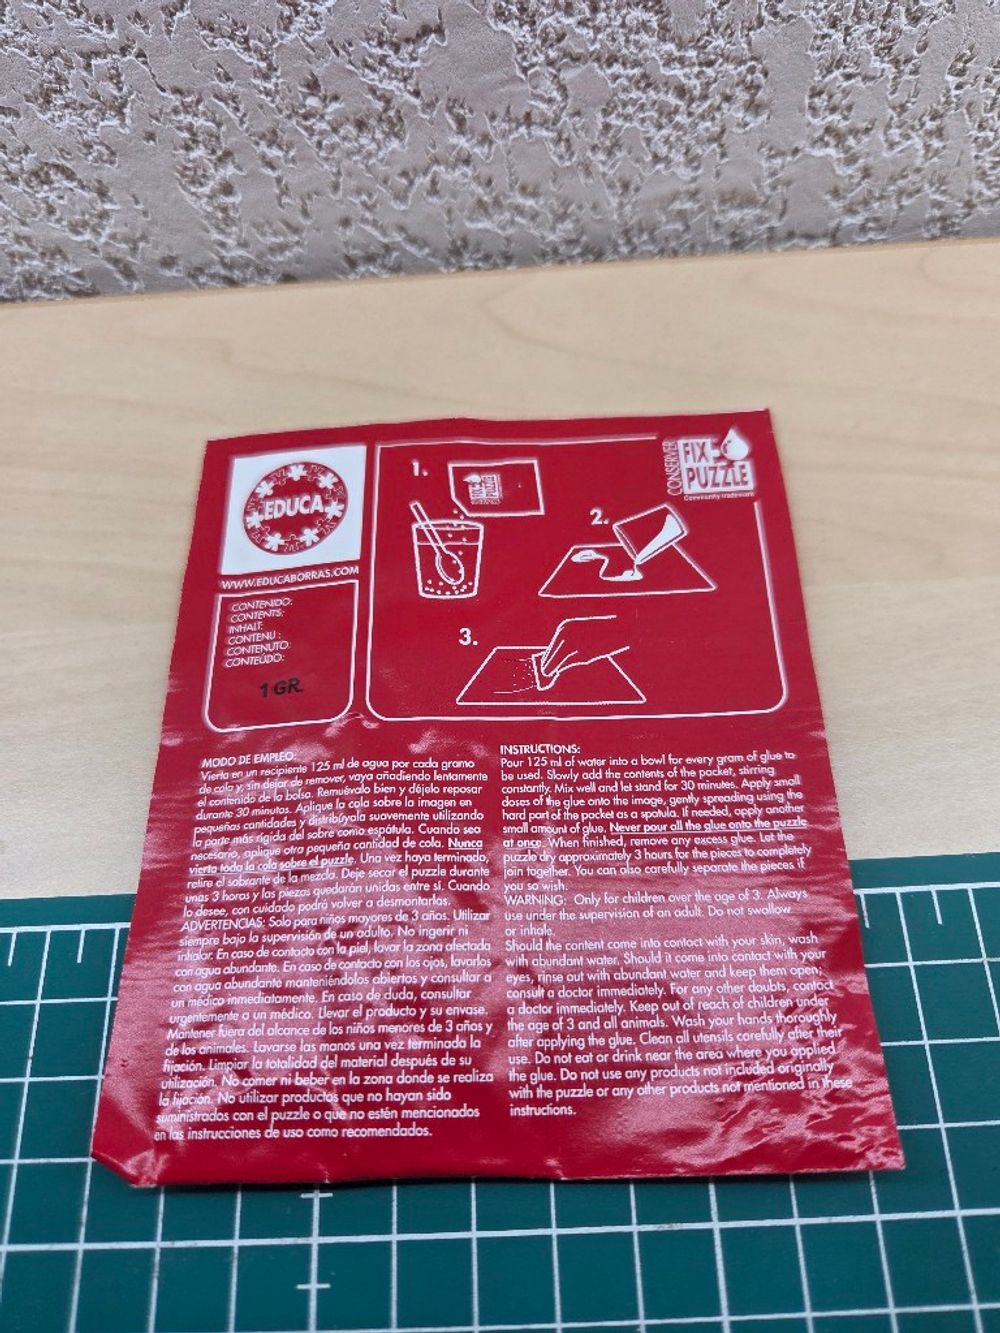 EDUCA
WWW.EDUCABORRAS.COM
CONTENIDO:
CONTENTS:
INHALT:
CONTENU :
CONTENUTO:
CONTEÚDO:
1 GR.
1.
2.
3.
CONSERVER
FIX
PUZZLE
Community trademark
MODO DE EMPLEO:
Vierta en un recipiente 125 ml de agua por cada gramo
de cola y, sin dejar de remover, vaya añadiendo lentamente
el contenido de la bolsa. Remuévalo bien y déjelo reposar
durante 30 minutos. Aplique la cola sobre la imagen en
pequeñas cantidades y distribúyala suavemente utilizando
la parte más rígida del sobre como espátula. Cuando sea
necesario, aplique otra pequeña cantidad de cola. Nunca
vierta toda la cola sobre el puzzle. Una vez haya terminado,
retire el sobrante de la mezcla. Deje secar el puzzle durante
unas 3 horas y las piezas quedarán unidas entre sí. Cuando
lo desee, con cuidado podrá volver a desmontarlas.
ADVERTENCIAS: Solo para niños mayores de 3 años. Utilizar
siempre bajo la supervisión de un adulto. No ingerir ni
inhalar. En caso de contacto con la piel, lavar la zona afectada
con agua abundante. En caso de contacto con los ojos, lavarlos
con agua abundante manteniéndolos abiertos y consultar a
un médico inmediatamente. En caso de duda, consultar
urgentemente a un médico. Llevar el producto y su envase.
Mantener fuera del alcance de los niños menores de 3 años y
de los animales. Lavarse las manos una vez terminada la
fijación. Limpiar la totalidad del material después de su
utilización. No comer ni beber en la zona donde se realiza
la fijación. No utilizar productos que no hayan sido
suministrados con el puzzle o que no estén mencionados
en las instrucciones de uso como recomendados.
INSTRUCTIONS:
Pour 125 ml of water into a bowl for every gram of glue to
be used. Slowly add the contents of the packet, stirring
constantly. Mix well and let stand for 30 minutes. Apply small
doses of the glue onto the image, gently spreading using the
hard part of the packet as a spatula. If needed, apply another
small amount of glue. Never pour all the glue onto the puzzle
at once. When finished, remove any excess glue. Let the
puzzle dry approximately 3 hours for the pieces to completely
join together. You can also carefully separate the pieces if
you so wish.
WARNING: Only for children over the age of 3. Always
use under the supervision of an adult. Do not swallow
or inhale.
Should the content come into contact with your skin, wash
with abundant water. Should it come into contact with your
eyes, rinse out with abundant water and keep them open;
consult a doctor immediately. For any other doubts, contact
a doctor immediately. Keep out of reach of children under
the age of 3 and all animals. Wash your hands thoroughly
after applying the glue. Clean all utensils carefully after their
use. Do not eat or drink near the area where you applied
the glue. Do not use any products not included originally
with the puzzle or any other products not mentioned in these
instructions.